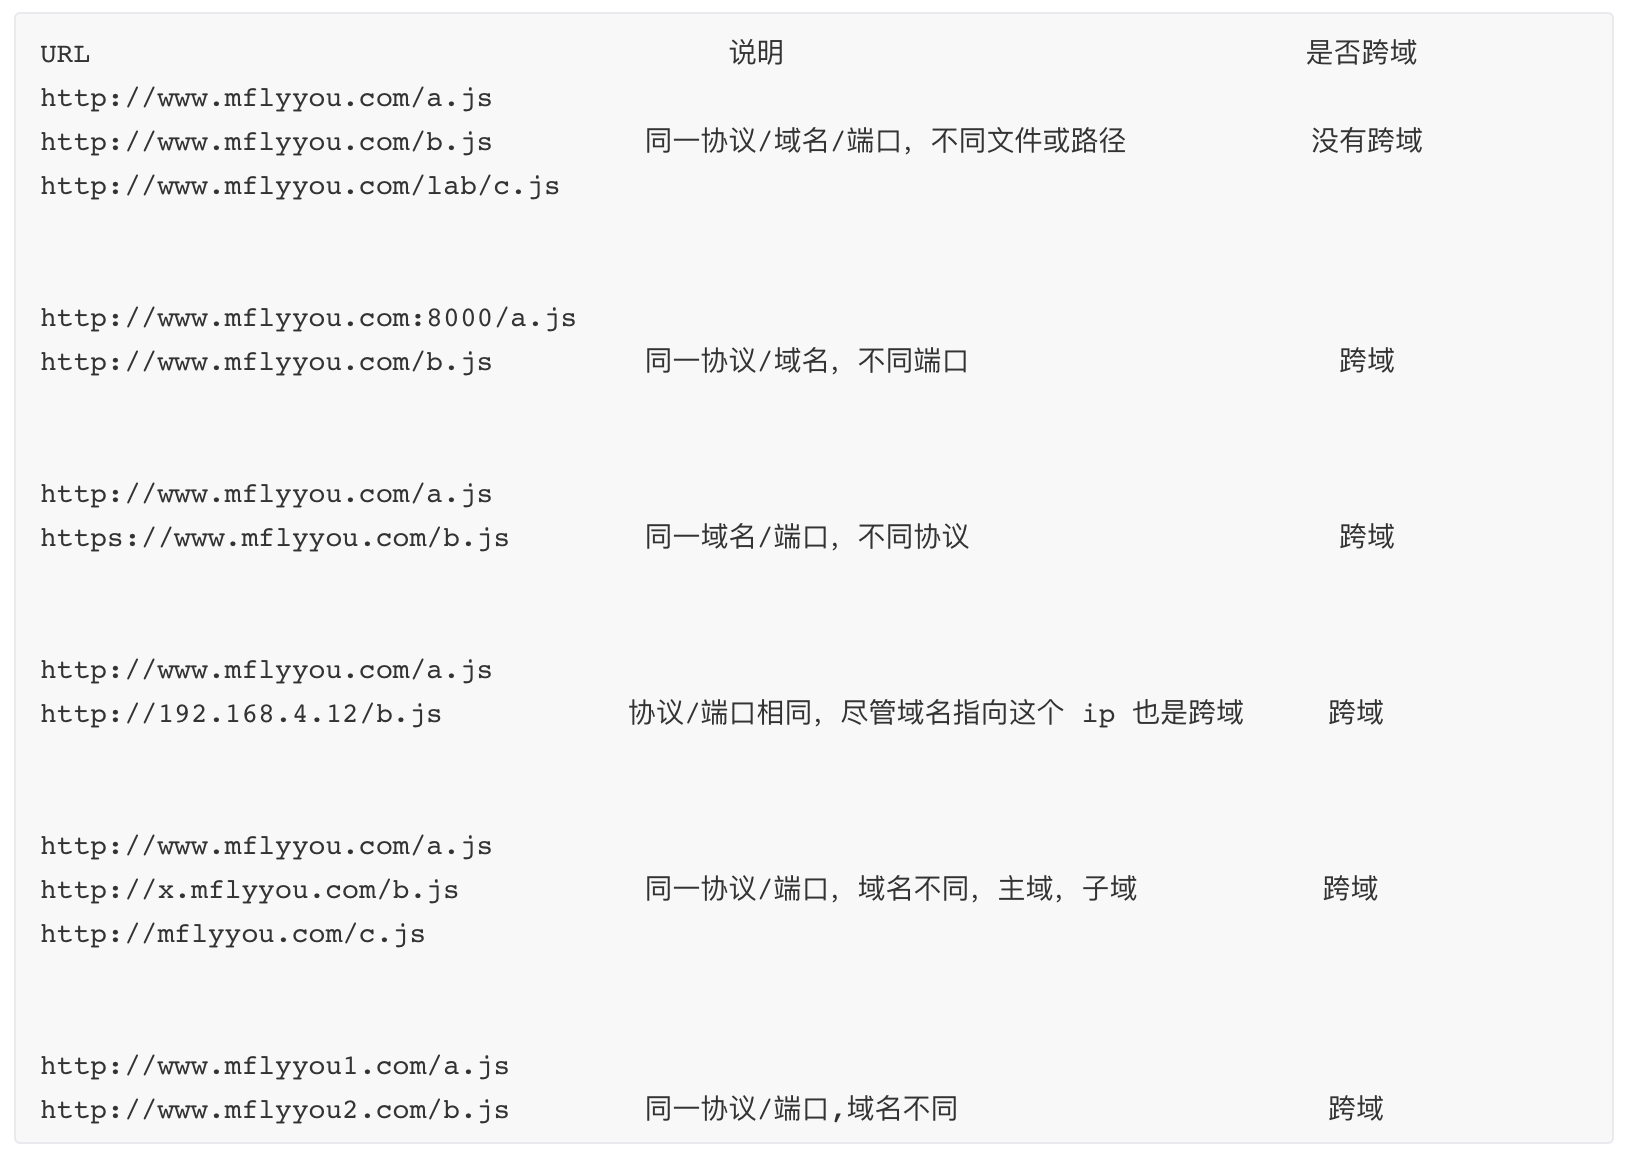 URL 说明 是否跨域
http://www.mflyyou.com/a.js
http://www.mflyyou.com/b.js 同一协议/域名/端口，不同文件或路径 没有跨域
http://www.mflyyou.com/lab/c.js
http://www.mflyyou.com:8000/a.js
http://www.mflyyou.com/b.js 同一协议/域名，不同端口 跨域
http://www.mflyyou.com/a.js
https://www.mflyyou.com/b.js 同一域名/端口，不同协议 跨域
http://www.mflyyou.com/a.js
http://192.168.4.12/b.js 协议/端口相同，尽管域名指向这个 ip 也是跨域 跨域
http://www.mflyyou.com/a.js
http://x.mflyyou.com/b.js 同一协议/端口，域名不同，主域，子域 跨域
http://mflyyou.com/c.js
http://www.mflyyou1.com/a.js
http://www.mflyyou2.com/b.js 同一协议/端口,域名不同 跨域